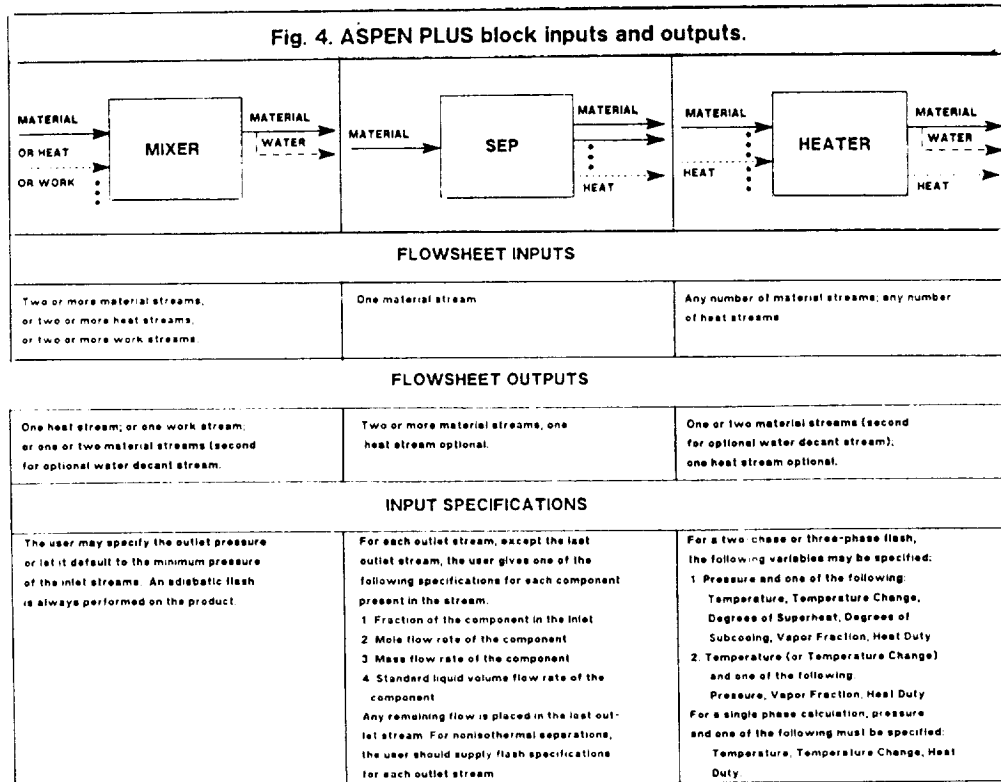 Fig. 4. ASPEN PLUS block inputs and outputs.
MATERIAL
OR HEAT
OR WORK
MIXER
MATERIAL
WATER
MATERIAL
SEP
HEAT
MATERIAL
HEAT
HEATER
MATERIAL
WATER
HEAT
FLOWSHEET INPUTS
Two or more material streams,
or two or more heat streams,
or two or more work streams.
One material stream
Any number of material streams; any number
of heat streams
FLOWSHEET OUTPUTS
One heat stream; or one work stream;
or one or two material streams (second
for optional water decant stream.
Two or more material streams, one
heat stream optional.
One or two material streams (second
for optional water decant stream);
one heat stream optional.
INPUT SPECIFICATIONS
The user may specify the outlet pressure
or let it default to the minimum pressure
of the inlet streams. An adiabatic flash
is always performed on the product.
For each outlet stream, except the last
outlet stream, the user gives one of the
following specifications for each component
present in the stream.
1 Fraction of the component in the inlet
2 Mole flow rate of the component
3 Mass flow rate of the component
4 Standard liquid volume flow rate of the
component
Any remaining flow is placed in the last out-
let stream. For nonisothermal separations,
the user should supply flash specifications
for each outlet stream
For a two phase or three-phase flash,
the following variables may be specified:
1 Pressure and one of the following:
Temperature, Temperature Change,
Degrees of Superheat, Degrees of
Subcooing, Vapor Fraction, Heat Duty
2. Temperature (or Temperature Change)
and one of the following.
Pressure, Vapor Fraction, Heat Duty
For a single phase calculation, pressure
and one of the following must be specified:
Temperature, Temperature Change, Heat
Duty